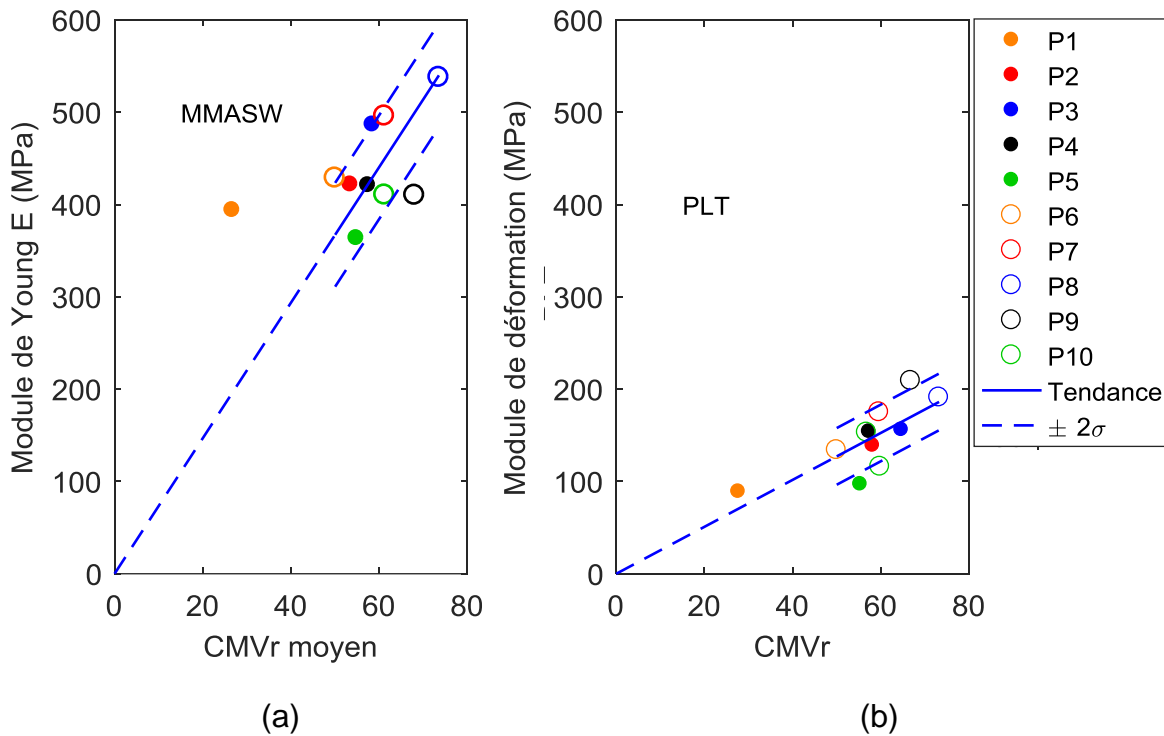 600
500
400
300
200
100
0
0 20 40 60 80
Module de Young E (MPa)
MMASW
CMVr moyen
(a)
600
500
400
300
200
100
0
0 20 40 60 80
Module de déformation (MPa)
PLT
CMVr
(b)
P1
P2
P3
P4
P5
P6
P7
P8
P9
P10
Tendance
± 2σ